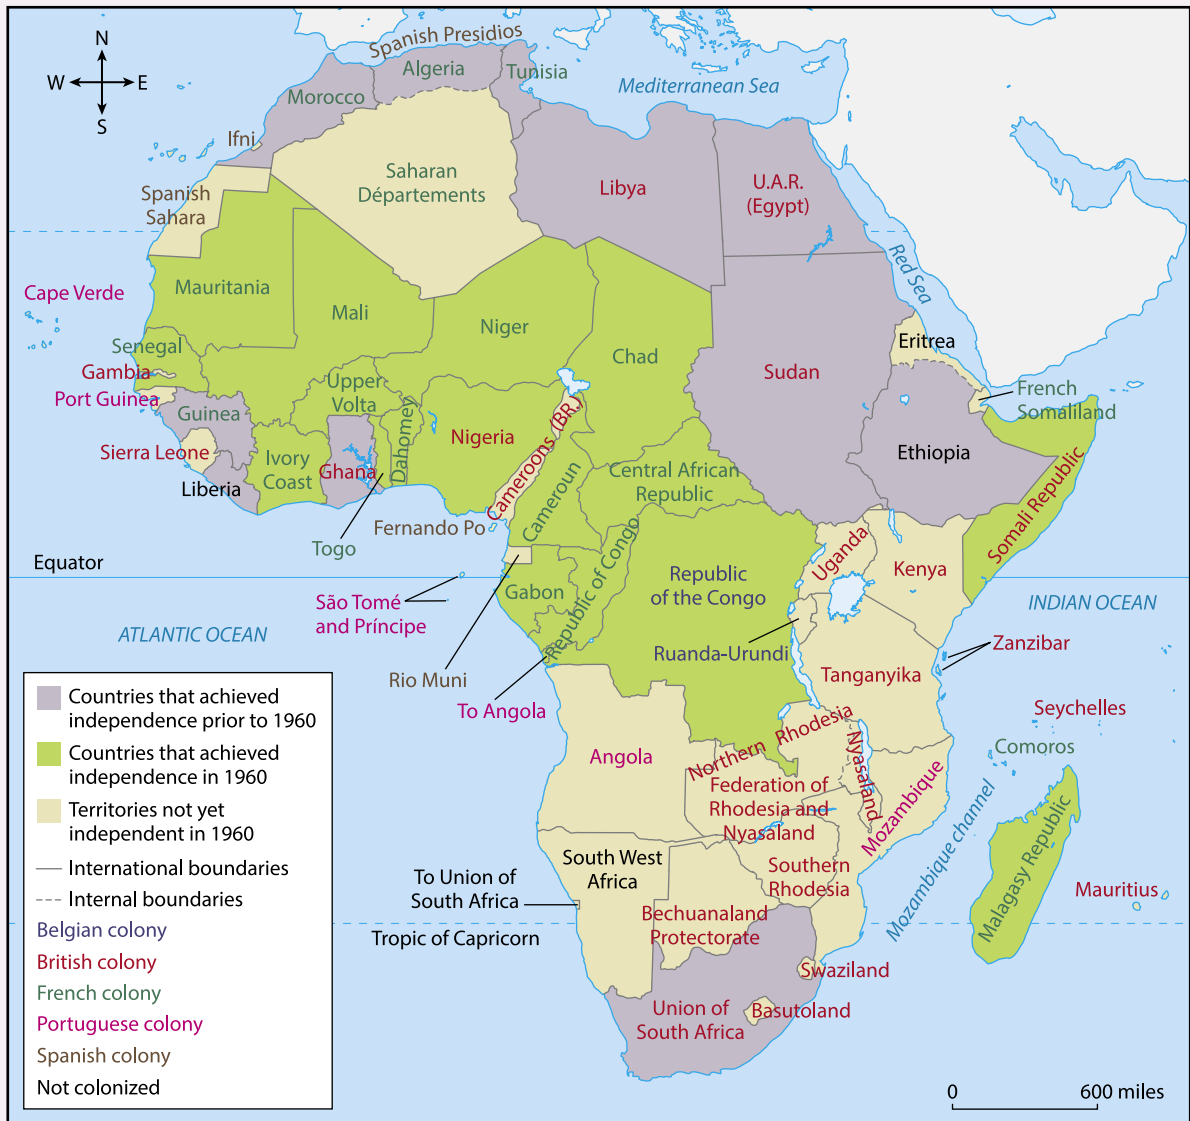 Spanish Presidios
N
W
E
S
Algeria
Tunisia
Mediterranean Sea
Morocco
Ifni
Saharan
Départements
Libya
U.A.R.
(Egypt)
Spanish
Sahara
Red Sea
Cape Verde
Mauritania
Mali
Niger
Chad
Sudan
Eritrea
Senegal
Gambia
Port Guinea
Guinea
Upper
Volta
Dahomey
Nigeria
Cameroons (BR.)
French
Somaliland
Sierra Leone
Ivory
Coast
Ghana
Liberia
Ethiopia
Central African
Republic
Cameroun
Somali Republic
Fernando Po
Togo
Equator
Uganda
Kenya
Republic
of the Congo
Gabon
Republic of Congo
São Tomé
and Príncipe
INDIAN OCEAN
ATLANTIC OCEAN
Ruanda-Urundi
Zanzibar
Rio Muni
Tanganyika
To Angola
Seychelles
Comoros
Angola
Northern Rhodesia
Nyasaland
Federation of
Rhodesia and
Nyasaland
Mozambique
Mozambique channel
Malagasy Republic
South West
Africa
Southern
Rhodesia
To Union of
South Africa
Mauritius
Bechuanaland
Protectorate
Tropic of Capricorn
Swaziland
Basutoland
Union of
South Africa
Countries that achieved
independence prior to 1960
Countries that achieved
independence in 1960
Territories not yet
independent in 1960
International boundaries
Internal boundaries
Belgian colony
British colony
French colony
Portuguese colony
Spanish colony
Not colonized
0
600 miles